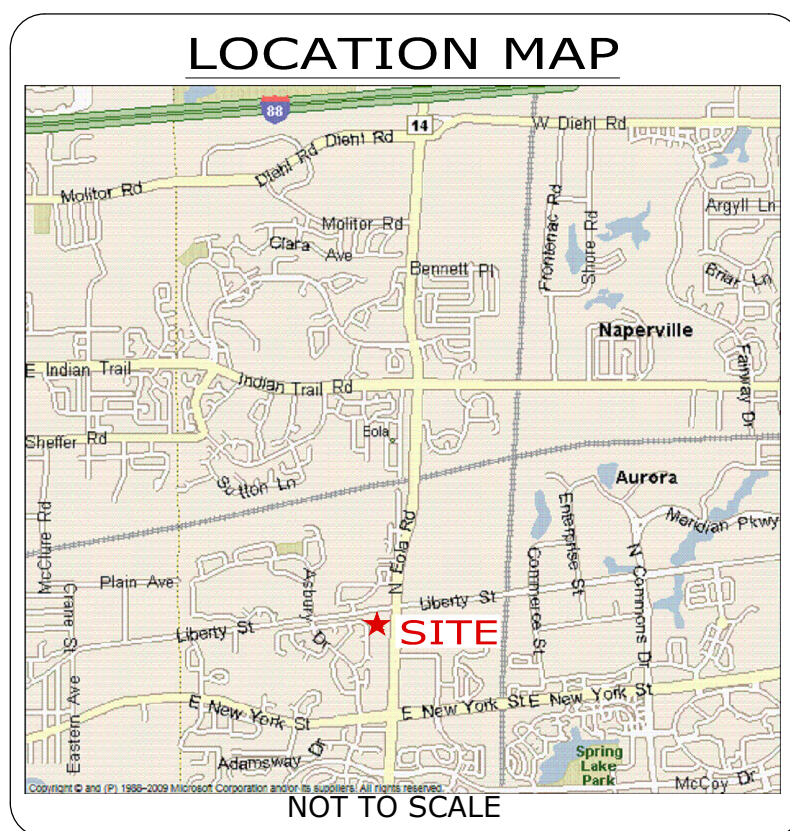 LOCATION MAP
88
14
W Diehl Rd
Diehl Rd
Diehl Rd
Molitor Rd
Argyll Ln
Molitor Rd
Frontenac Rd
Shore Rd
Clara Ave
Bennett Pl
Briar Ln
Naperville
E Indian Trail
Indian Trail Rd
Fairway Dr
Sheffer Rd
Eola
Sutton Ln
Aurora
McClure Rd
N Eola Rd
Enterprise St
Meridian Pkwy
Plain Ave
Crane St
Asbury Dr
Commerce St
N Commons Dr
Liberty St
Liberty St
SITE
Eastern Ave
E New York St
E New York St
E New York St
Adamsway Dr
Spring
Lake
Park
McCoy Dr
Copyright © and (P) 1988–2009 Microsoft Corporation and/or its suppliers. All rights reserved.
NOT TO SCALE